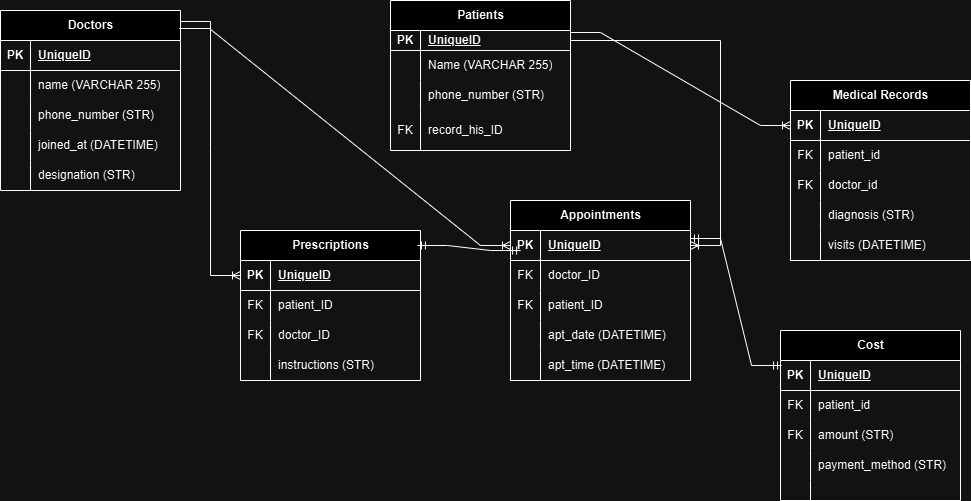 Doctors
PK UniqueID
name (VARCHAR 255)
phone_number (STR)
joined_at (DATETIME)
designation (STR)
Patients
PK UniqueID
Name (VARCHAR 255)
phone_number (STR)
FK record_his_ID
Medical Records
PK UniqueID
FK patient_id
FK doctor_id
diagnosis (STR)
visits (DATETIME)
Prescriptions
PK UniqueID
FK patient_ID
FK doctor_ID
instructions (STR)
Appointments
PK UniqueID
FK doctor_ID
FK patient_ID
apt_date (DATETIME)
apt_time (DATETIME)
Cost
PK UniqueID
FK patient_id
FK amount (STR)
payment_method (STR)